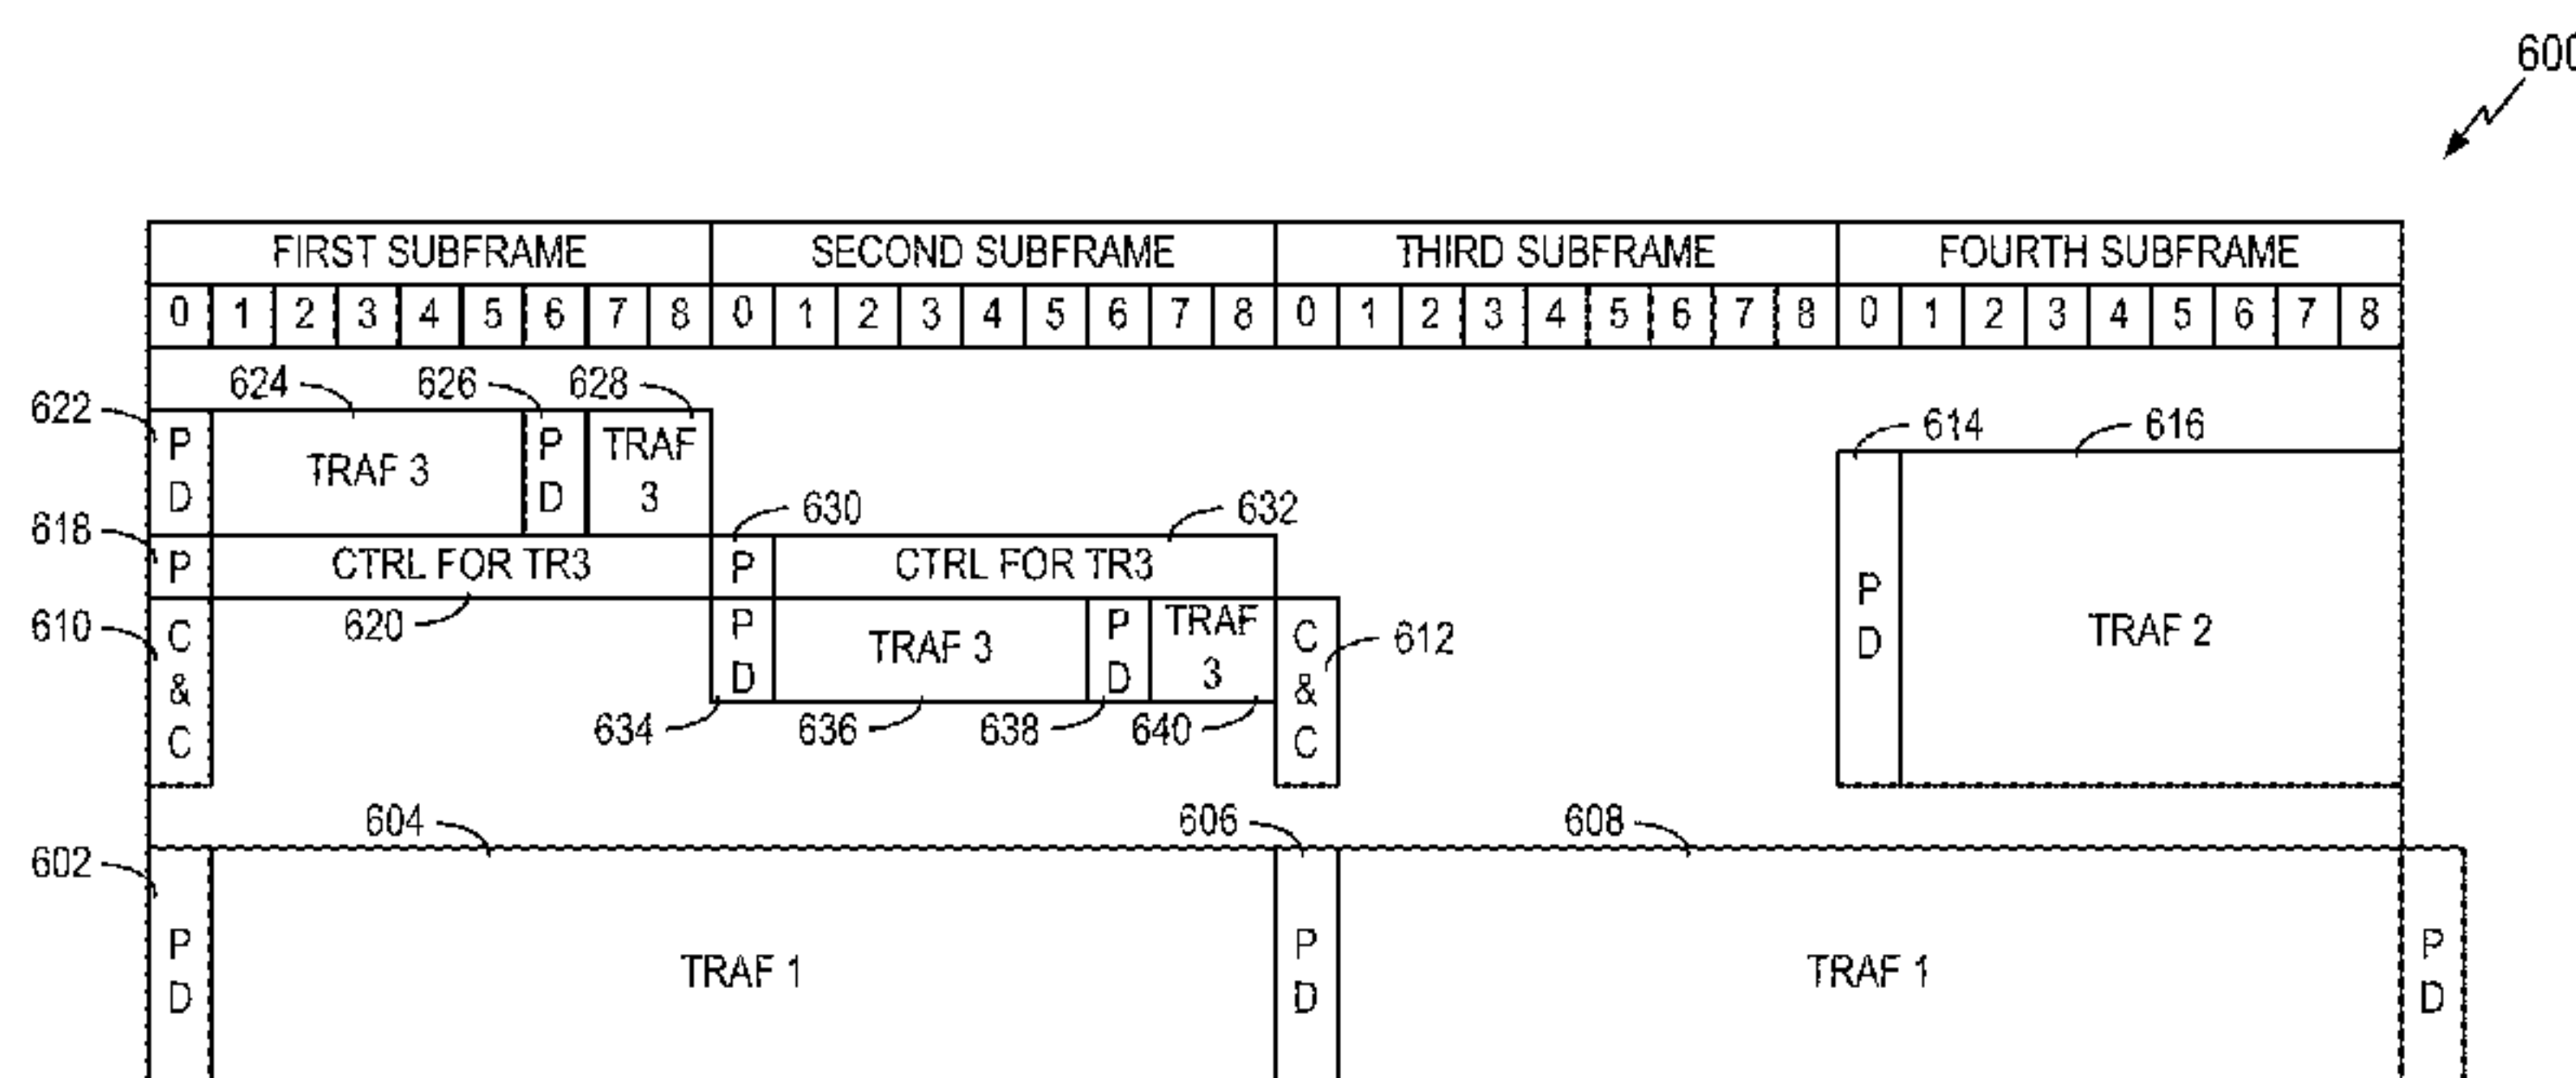 600
FIRST SUBFRAME SECOND SUBFRAME THIRD SUBFRAME FOURTH SUBFRAME
0 1 2 3 4 5 6 7 8 0 1 2 3 4 5 6 7 8 0 1 2 3 4 5 6 7 8 0 1 2 3 4 5 6 7 8
624 626 628
622
614 616
P D
TRAF 3
P D
TRAF 3
630 632
618
P
CTRL FOR TR3
P
CTRL FOR TR3
610
C & C
620
P D
TRAF 3
P D
TRAF 3
C & C
612
P D
TRAF 2
634 636 638 640
604 606 608
602
P D
TRAF 1
P D
TRAF 1
P D